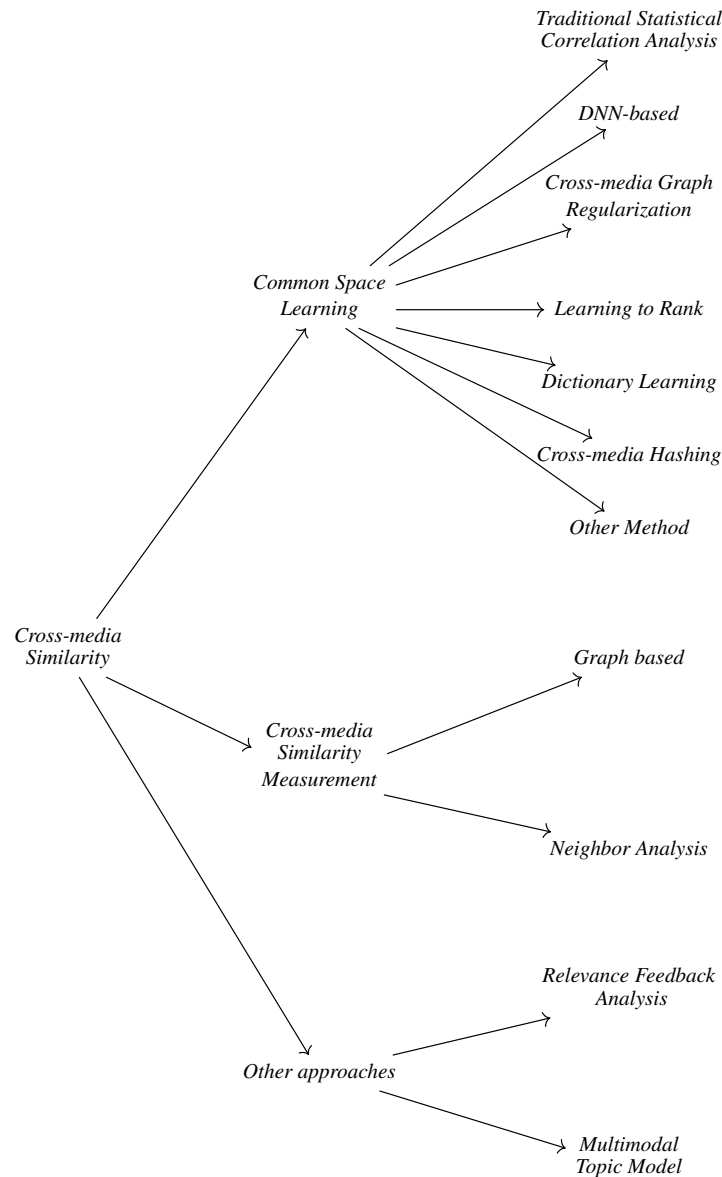 Traditional Statistical
Correlation Analysis
DNN-based
Cross-media Graph
Regularization
Common Space
Learning
Learning to Rank
Dictionary Learning
Cross-media Hashing
Other Method
Cross-media
Similarity
Graph based
Cross-media
Similarity
Measurement
Neighbor Analysis
Relevance Feedback
Analysis
Other approaches
Multimodal
Topic Model